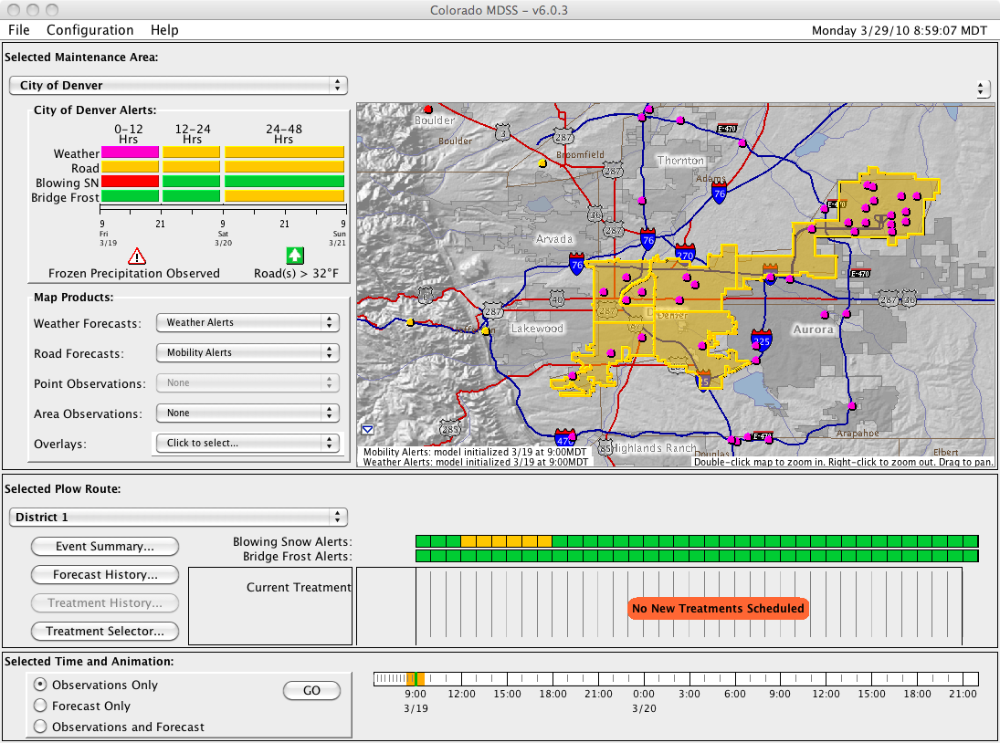 Colorado MDSS – v6.0.3
File Configuration Help
Monday 3/29/10 8:59:07 MDT
Selected Maintenance Area:
City of Denver
City of Denver Alerts:
0–12 12–24 24–48
Hrs Hrs Hrs
Weather
Road
Blowing SN
Bridge Frost
9 21 9 21 9
Fri Sat Sun
3/19 3/20 3/21
Frozen Precipitation Observed
Road(s) > 32°F
Map Products:
Weather Forecasts: Weather Alerts
Road Forecasts: Mobility Alerts
Point Observations: None
Area Observations: None
Overlays: Click to select...
Boulder
Boulder
3
287
E-470
Broomfield
287
Thornton
Adams
76
36
287
E-470
Arvada
76
270
76
E-470
6
40
287
287
36
287
Denver
Lakewood
Aurora
225
285
470
85
Highlands Ranch
Douglas
E-470
Arapahoe
Elbert
Mobility Alerts: model initialized 3/19 at 9:00MDT
Weather Alerts: model initialized 3/19 at 9:00MDT
Double-click map to zoom in. Right-click to zoom out. Drag to pan.
Selected Plow Route:
District 1
Event Summary...
Forecast History...
Treatment History...
Treatment Selector...
Blowing Snow Alerts:
Bridge Frost Alerts:
Current Treatment
No New Treatments Scheduled
Selected Time and Animation:
Observations Only
Forecast Only
Observations and Forecast
GO
9:00 12:00 15:00 18:00 21:00 0:00 3:00 6:00 9:00 12:00 15:00 18:00 21:00
3/19 3/20